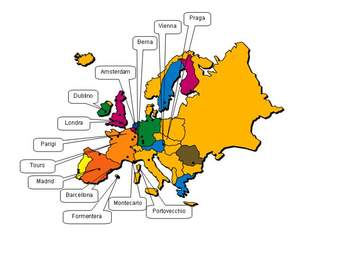 Praga
Vienna
Berna
Amsterdam
Dublino
Londra
Parigi
Tours
Madrid
Barcellona
Formentera
Montecarlo
Portovecchio